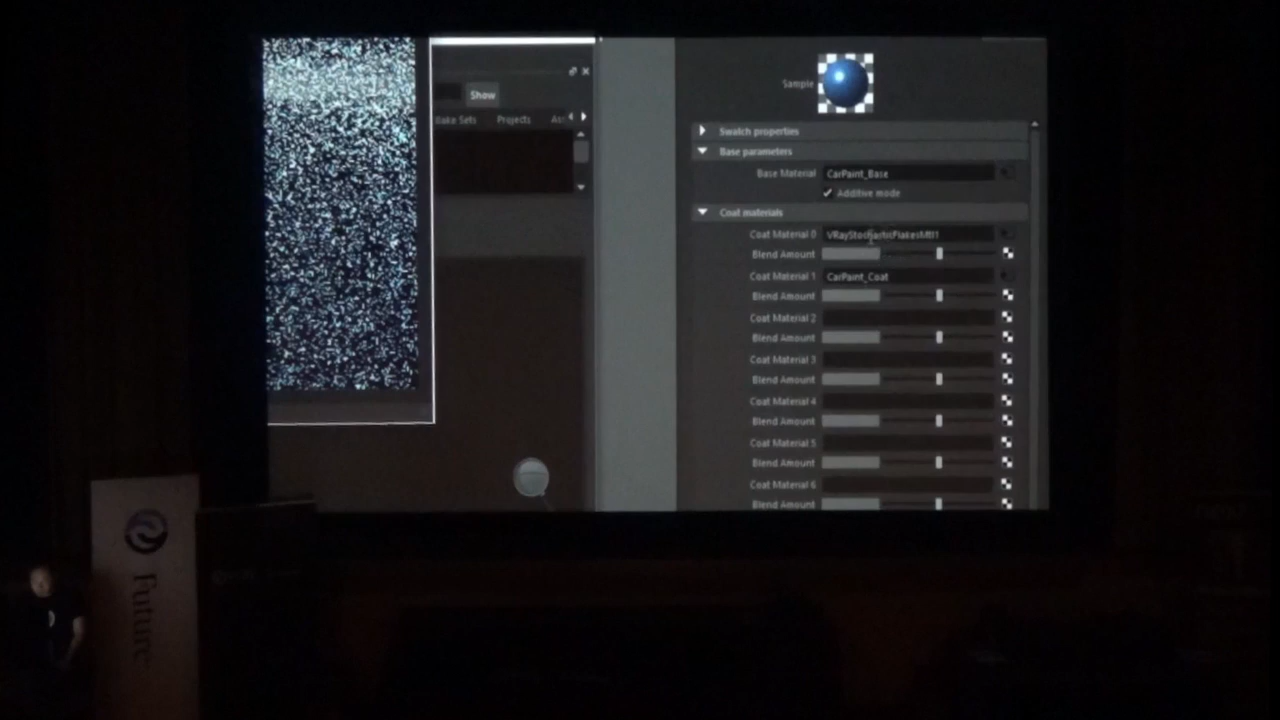 Show
Bake Sets Projects
Sample
Swatch properties
Base parameters
Base Material CarPaint_Base
Additive mode
Coat materials
Coat Material 0 VRayStochasticFlakesMtl1
Blend Amount
Coat Material 1 CarPaint_Coat
Blend Amount
Coat Material 2
Blend Amount
Coat Material 3
Blend Amount
Coat Material 4
Blend Amount
Coat Material 5
Blend Amount
Coat Material 6
Blend Amount
Future